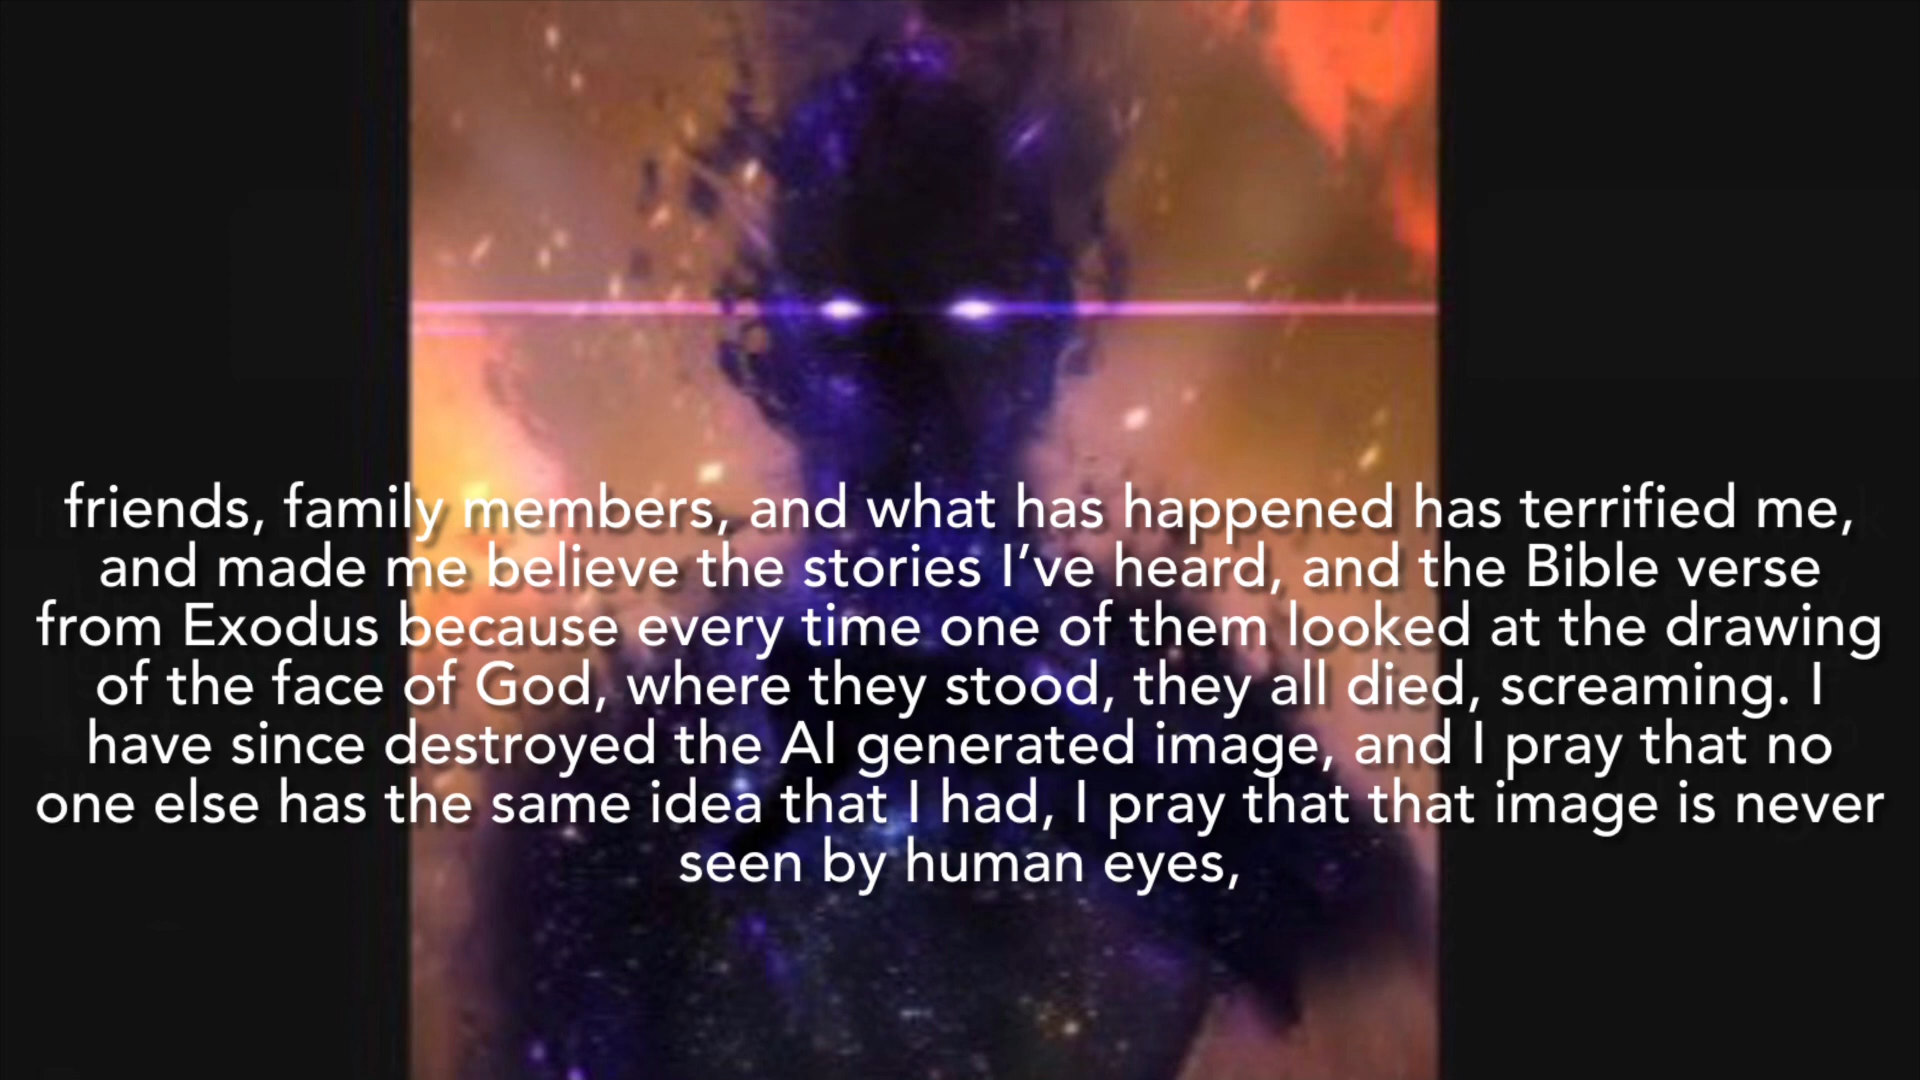 friends, family members, and what has happened has terrified me,
and made me believe the stories I’ve heard, and the Bible verse
from Exodus because every time one of them looked at the drawing
of the face of God, where they stood, they all died, screaming. I
have since destroyed the AI generated image, and I pray that no
one else has the same idea that I had, I pray that that image is never
seen by human eyes,